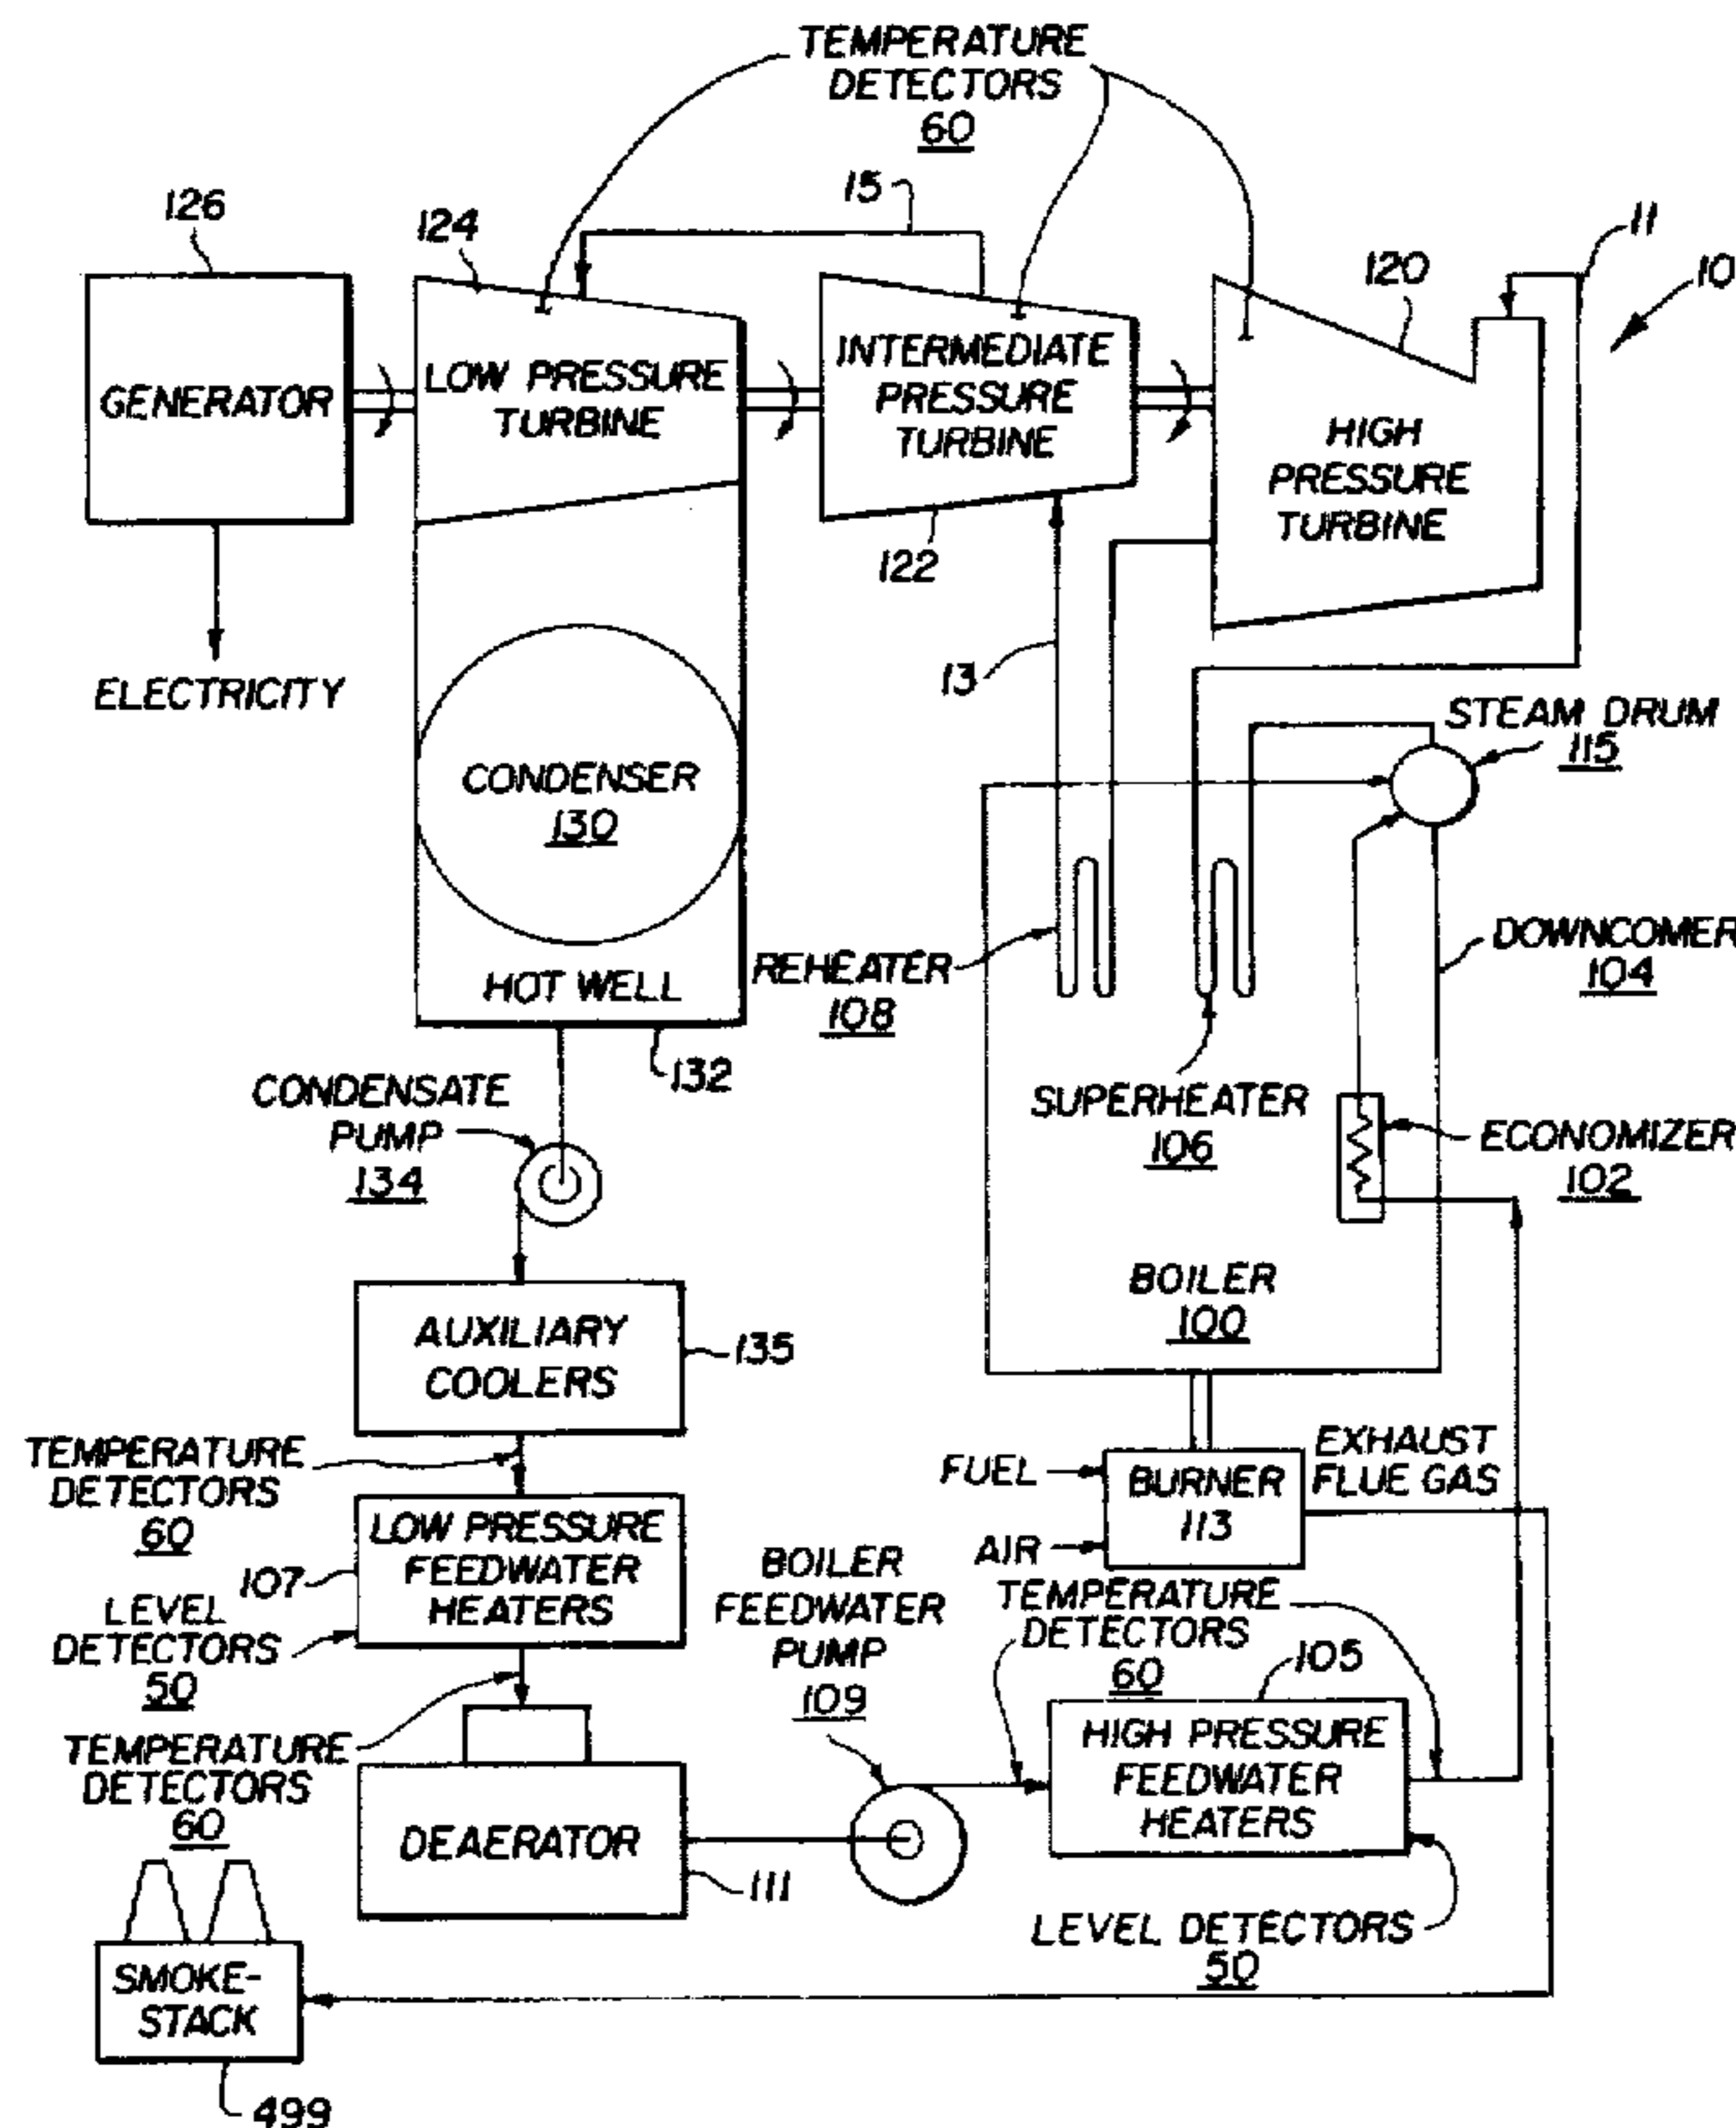 TEMPERATURE
DETECTORS
60
15
126
124
11
10
120
GENERATOR
LOW PRESSURE
TURBINE
INTERMEDIATE
PRESSURE
TURBINE
HIGH
PRESSURE
TURBINE
122
13
ELECTRICITY
STEAM DRUM
115
CONDENSER
130
DOWNCOMER
104
REHEATER
108
HOT WELL
132
SUPERHEATER
106
ECONOMIZER
102
CONDENSATE
PUMP
134
BOILER
100
AUXILIARY
COOLERS
135
TEMPERATURE
DETECTORS
60
FUEL
AIR
BURNER
113
EXHAUST
FLUE GAS
LOW PRESSURE
FEEDWATER
HEATERS
107
LEVEL
DETECTORS
50
BOILER
FEEDWATER
PUMP
109
TEMPERATURE
DETECTORS
60
105
TEMPERATURE
DETECTORS
60
HIGH PRESSURE
FEEDWATER
HEATERS
DEAERATOR
111
LEVEL DETECTORS
50
SMOKE-
STACK
499